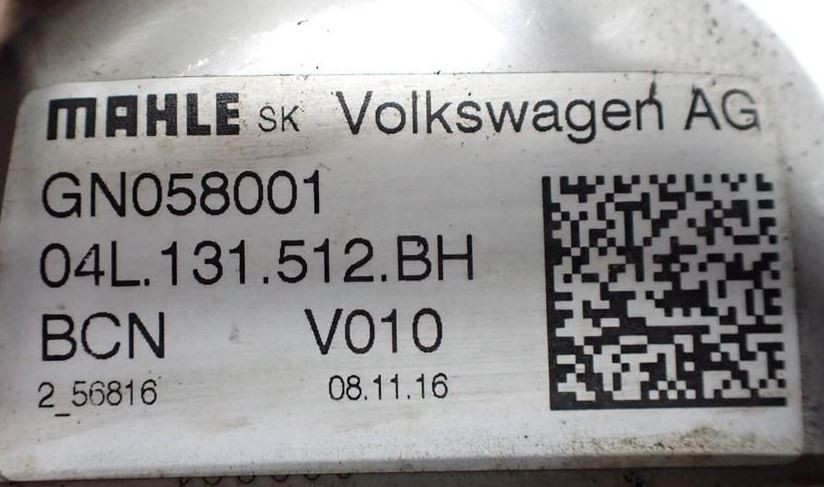 MAHLE SK Volkswagen AG
GN058001
04L.131.512.BH
BCN V010
2_56816 08.11.16